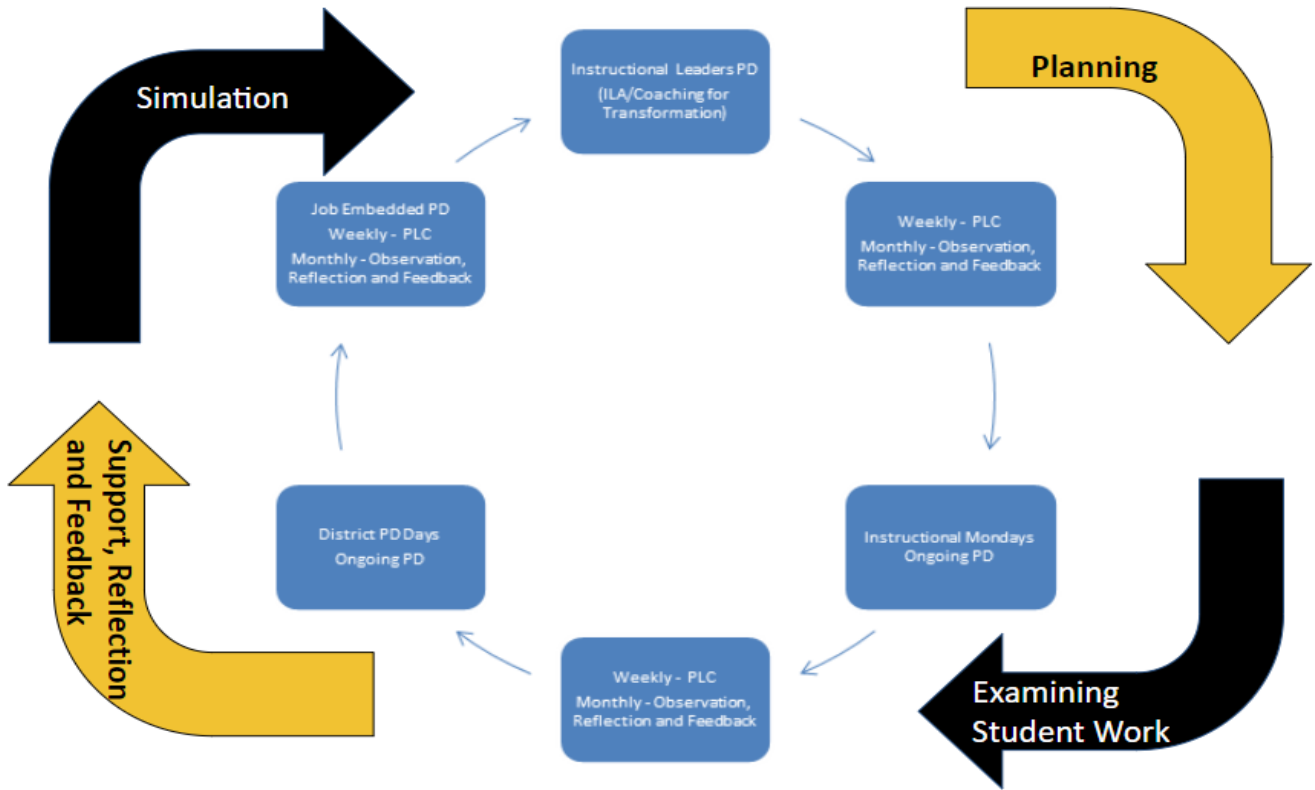 Simulation
Instructional Leaders PD
(ILA/Coaching for
Transformation)
Planning
Job Embedded PD
Weekly - PLC
Monthly - Observation,
Reflection and Feedback
Weekly - PLC
Monthly - Observation,
Reflection and Feedback
Support, Reflection
and Feedback
District PD Days
Ongoing PD
Instructional Mondays
Ongoing PD
Weekly - PLC
Monthly - Observation,
Reflection and Feedback
Examining
Student Work